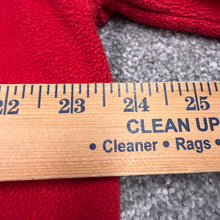 22 23 24 25
CLEAN UP
• Cleaner • Rags •